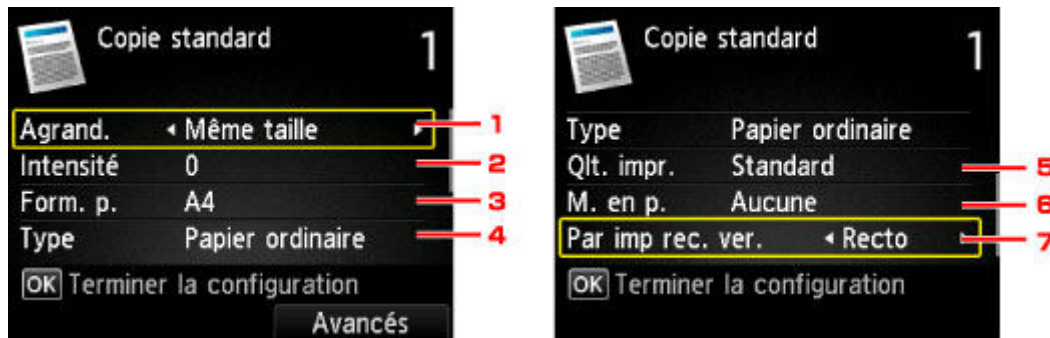 Copie standard 1
Agrand. Même taille 1
Intensité 0 2
Form. p. A4 3
Type Papier ordinaire 4
OK Terminer la configuration
Avancés
Copie standard 1
Type Papier ordinaire
Qlt. impr. Standard 5
M. en p. Aucune 6
Par imp rec. ver. Recto 7
OK Terminer la configuration